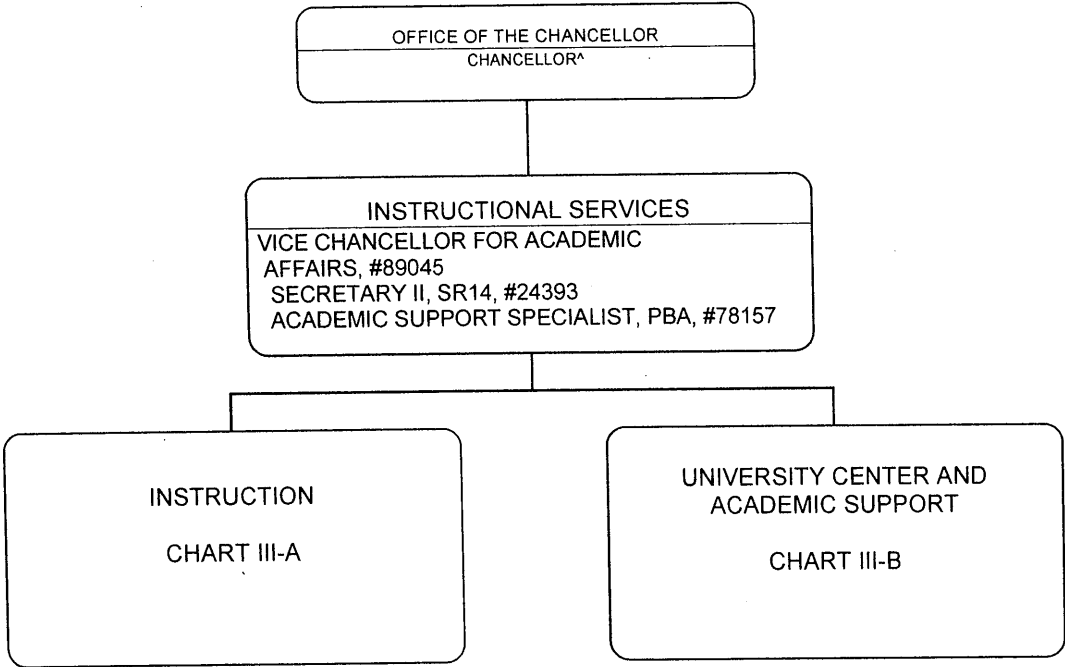 OFFICE OF THE CHANCELLOR
CHANCELLOR^
INSTRUCTIONAL SERVICES
VICE CHANCELLOR FOR ACADEMIC
AFFAIRS, #89045
SECRETARY II, SR14, #24393
ACADEMIC SUPPORT SPECIALIST, PBA, #78157
INSTRUCTION
CHART III-A
UNIVERSITY CENTER AND
ACADEMIC SUPPORT
CHART III-B